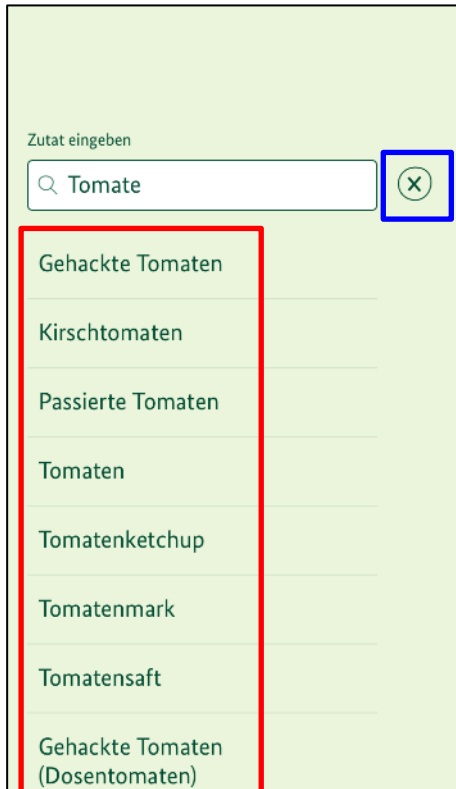 Zutat eingeben
Tomate
Gehackte Tomaten
Kirschtomaten
Passierte Tomaten
Tomaten
Tomatenketchup
Tomatenmark
Tomatensaft
Gehackte Tomaten
(Dosentomaten)